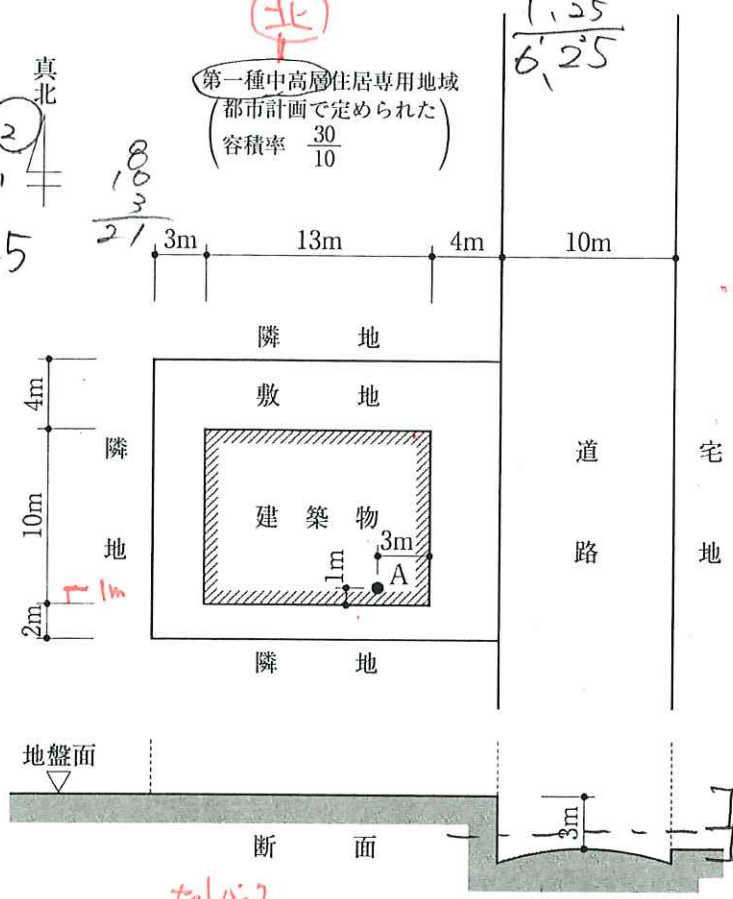 北
1.25
6.25
真北
2
第一種中高層住居専用地域
(都市計画で定められた
容積率 30/10)
8
10
3
21
5
3m 13m 4m 10m
隣 地
敷 地
4m
隣 地
10m
建 築 物
3m
1m
A
道 路
宅 地
1m
2m
隣 地
地盤面
3m
断 面